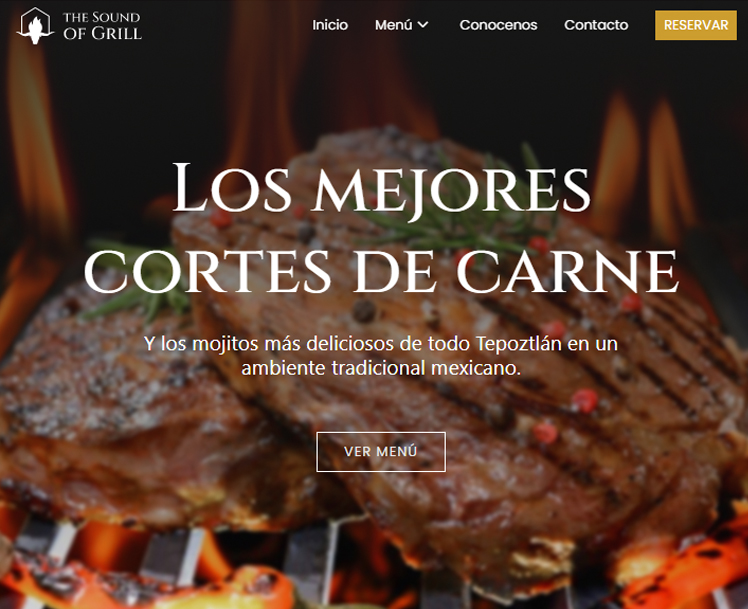 THE SOUND
OF GRILL
Inicio
Menú
Conocenos
Contacto
RESERVAR
LOS MEJORES
CORTES DE CARNE
Y los mojitos más deliciosos de todo Tepoztlán en un
ambiente tradicional mexicano.
VER MENÚ